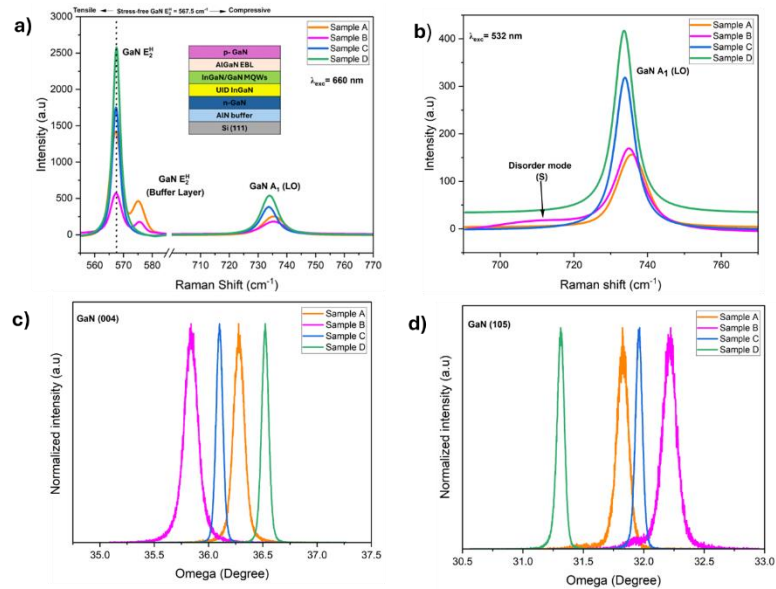 a)
Tensile ← Stress-free GaN E₂ᴴ = 567.5 cm⁻¹ → Compressive
3000
2500
2000
1500
1000
500
0
Intensity (a.u)
GaN E₂ᴴ
p- GaN
AlGaN EBL
InGaN/GaN MQWs
UID InGaN
n-GaN
AlN buffer
Si (111)
Sample A
Sample B
Sample C
Sample D
λexc= 660 nm
GaN E₂ᴴ
(Buffer Layer)
GaN A₁ (LO)
560 570 580 710 720 730 740 750 760 770
Raman Shift (cm⁻¹)
b)
λexc= 532 nm
400
300
200
100
0
Intensity (a.u)
Sample A
Sample B
Sample C
Sample D
GaN A₁ (LO)
Disorder mode
(S)
700 720 740 760
Raman shift (cm⁻¹)
c)
GaN (004)
Sample A
Sample B
Sample C
Sample D
Normalized intensity (a.u)
35.0 35.5 36.0 36.5 37.0 37.5
Omega (Degree)
d)
GaN (105)
Sample A
Sample B
Sample C
Sample D
Normalized intensity (a.u)
30.5 31.0 31.5 32.0 32.5 33.0
Omega (Degree)